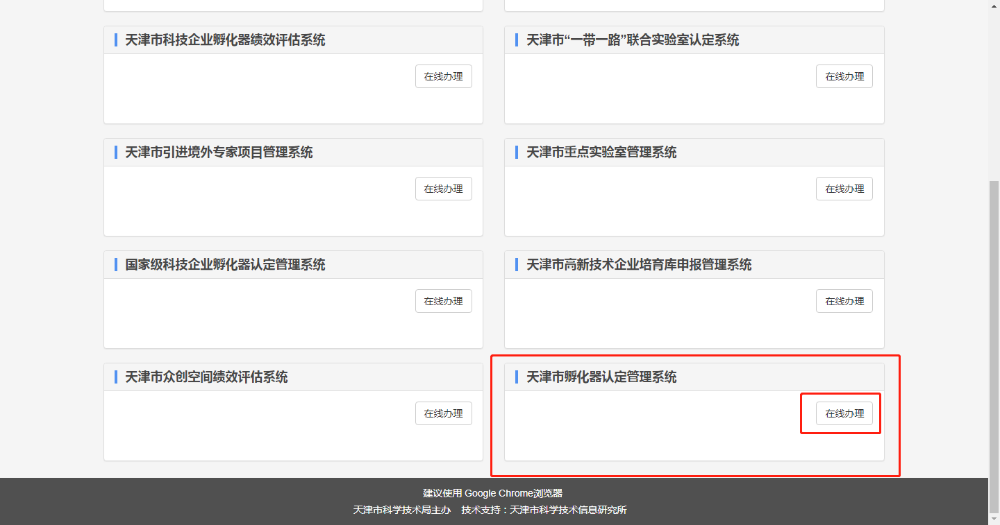 天津市科技企业孵化器绩效评估系统
天津市“一带一路”联合实验室认定系统
在线办理
在线办理
天津市引进境外专家项目管理系统
天津市重点实验室管理系统
在线办理
在线办理
国家级科技企业孵化器认定管理系统
天津市高新技术企业培育库申报管理系统
在线办理
在线办理
天津市众创空间绩效评估系统
天津市孵化器认定管理系统
在线办理
在线办理
建议使用 Google Chrome浏览器
天津市科学技术局主办 技术支持：天津市科学技术信息研究所